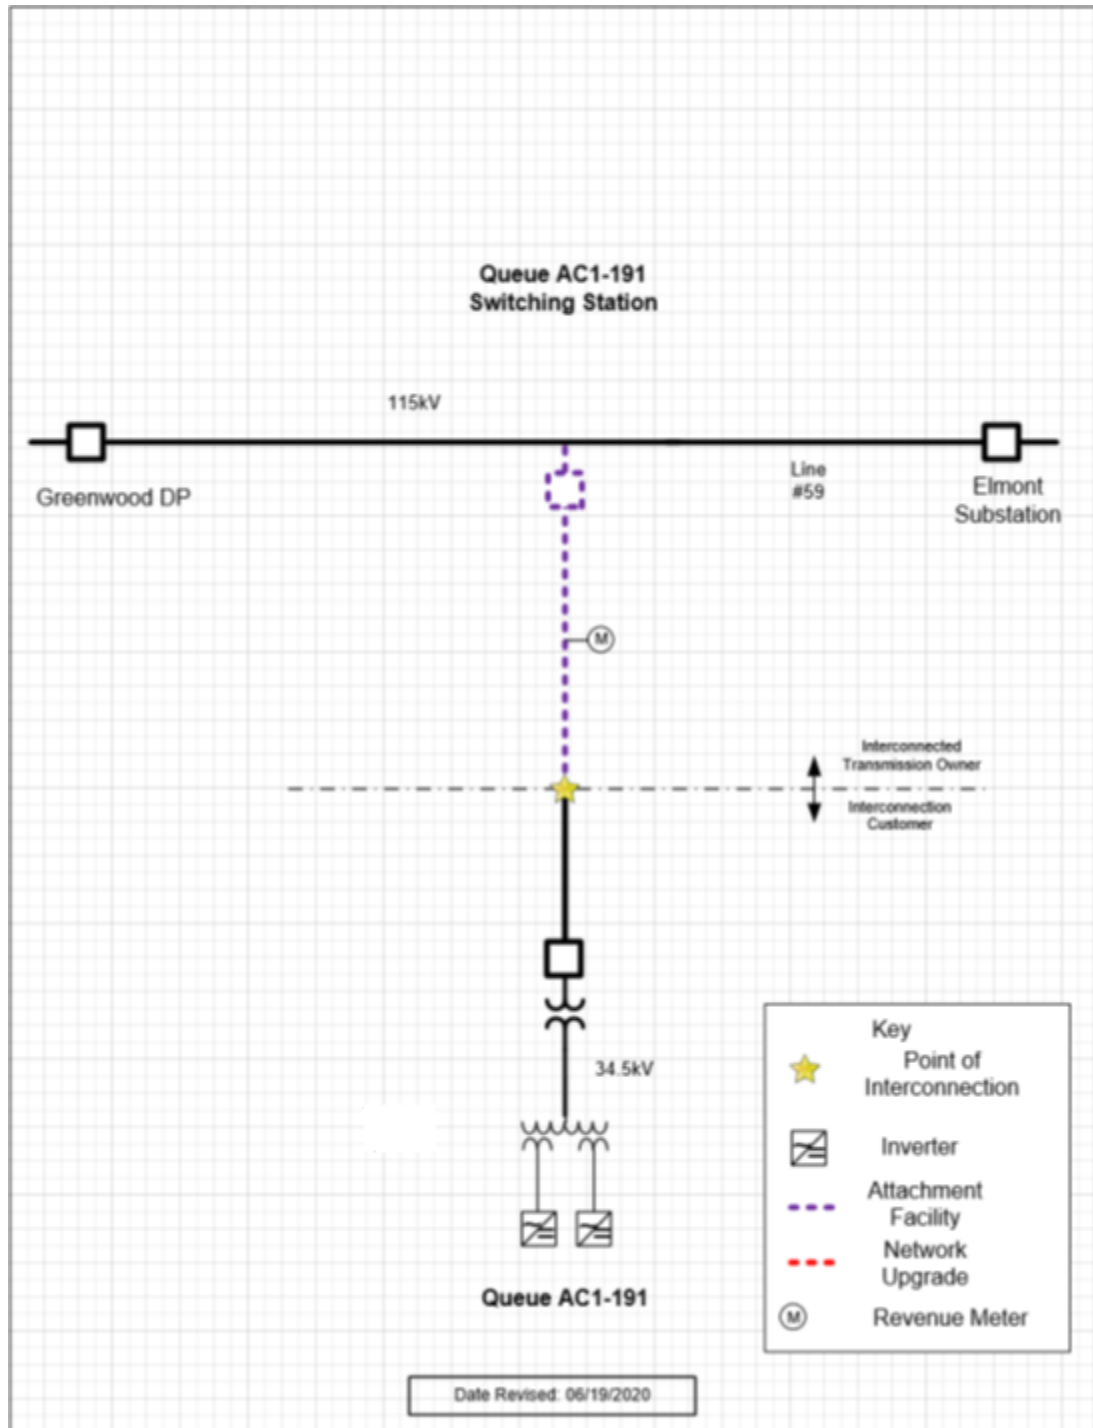 Queue AC1-191
Switching Station
115kV
Greenwood DP
Line
#59
Elmont
Substation
M
Interconnected
Transmission Owner
Interconnection
Customer
34.5kV
Queue AC1-191
Key
Point of
Interconnection
Inverter
Attachment
Facility
Network
Upgrade
M
Revenue Meter
Date Revised: 06/19/2020